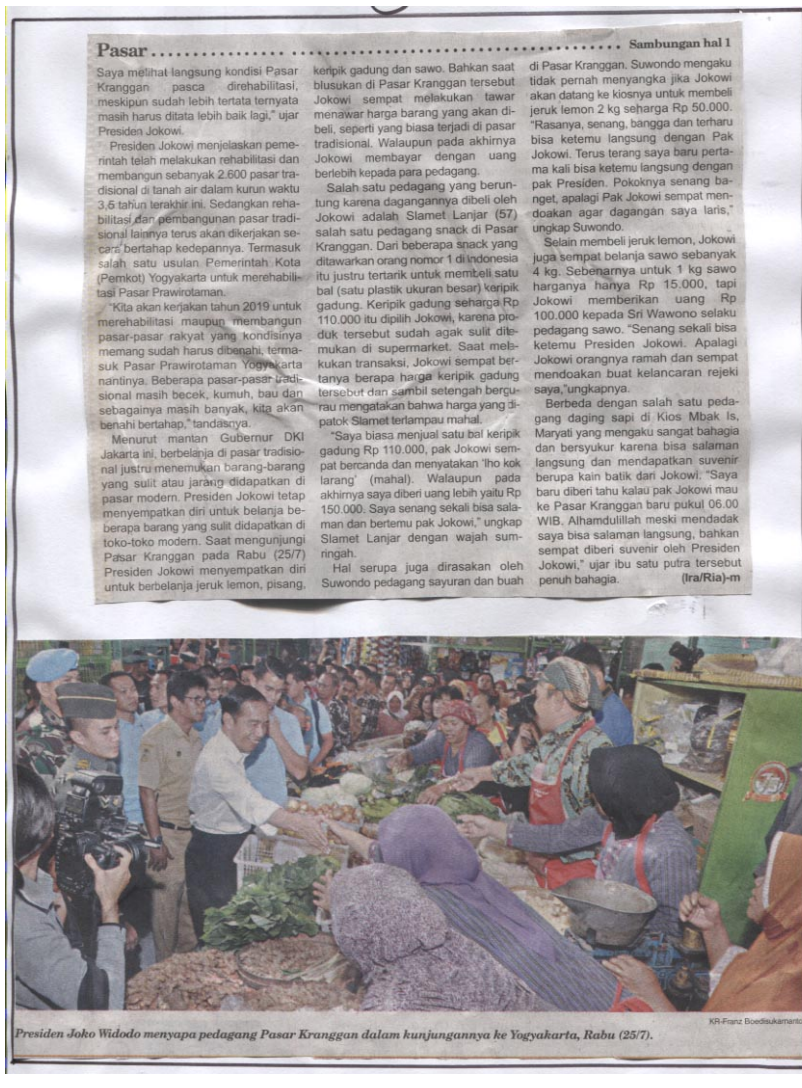 Pasar .................................................................. Sambungan hal 1
Saya melihat langsung kondisi Pasar
Kranggan pasca direhabilitasi,
meskipun sudah lebih tertata ternyata
masih harus ditata lebih baik lagi," ujar
Presiden Jokowi.
Presiden Jokowi menjelaskan peme-
rintah telah melakukan rehabilitasi dan
membangun sebanyak 2.600 pasar tra-
disional di tanah air dalam kurun waktu
3,5 tahun terakhir ini. Sedangkan reha-
bilitasi dan pembangunan pasar tradi-
sional lainnya terus akan dikerjakan se-
cara bertahap kedepannya. Termasuk
salah satu usulan Pemerintah Kota
(Pemkot) Yogyakarta untuk merehabili-
tasi Pasar Prawirotaman.
"Kita akan kerjakan tahun 2019 untuk
merehabilitasi maupun membangun
pasar-pasar rakyat yang kondisinya
memang sudah harus dibenahi, terma-
suk Pasar Prawirotaman Yogyakarta
nantinya. Beberapa pasar-pasar tradi-
sional masih becek, kumuh, bau dan
sebagainya masih banyak, kita akan
benahi bertahap," tandasnya.
Menurut mantan Gubernur DKI
Jakarta ini, berbelanja di pasar tradisio-
nal justru menemukan barang-barang
yang sulit atau jarang didapatkan di
pasar modern. Presiden Jokowi tetap
menyempatkan diri untuk belanja be-
berapa barang yang sulit didapatkan di
toko-toko modern. Saat mengunjungi
Pasar Kranggan pada Rabu (25/7)
Presiden Jokowi menyempatkan diri
untuk berbelanja jeruk lemon, pisang,
keripik gadung dan sawo. Bahkan saat
blusukan di Pasar Kranggan tersebut
Jokowi sempat melakukan tawar
menawar harga barang yang akan di-
beli, seperti yang biasa terjadi di pasar
tradisional. Walaupun pada akhirnya
Jokowi membayar dengan uang
berlebih kepada para pedagang.
Salah satu pedagang yang berun-
tung karena dagangannya dibeli oleh
Jokowi adalah Slamet Lanjar (57)
salah satu pedagang snack di Pasar
Kranggan. Dari beberapa snack yang
ditawarkan orang nomor 1 di Indonesia
itu justru tertarik untuk membeli satu
bal (satu plastik ukuran besar) keripik
gadung. Keripik gadung seharga Rp
110.000 itu dipilih Jokowi, karena pro-
duk tersebut sudah agak sulit dite-
mukan di supermarket. Saat mela-
kukan transaksi, Jokowi sempat ber-
tanya berapa harga keripik gadung
tersebut dan sambil setengah bergu-
rau mengatakan bahwa harga yang di-
patok Slamet terlampau mahal.
"Saya biasa menjual satu bal keripik
gadung Rp 110.000, pak Jokowi sem-
pat bercanda dan menyatakan 'lho kok
larang' (mahal). Walaupun pada
akhirnya saya diberi uang lebih yaitu Rp
150.000. Saya senang sekali bisa sala-
man dan bertemu pak Jokowi," ungkap
Slamet Lanjar dengan wajah sum-
ringah.
Hal serupa juga dirasakan oleh
Suwondo pedagang sayuran dan buah
di Pasar Kranggan. Suwondo mengaku
tidak pernah menyangka jika Jokowi
akan datang ke kiosnya untuk membeli
jeruk lemon 2 kg seharga Rp 50.000.
"Rasanya, senang, bangga dan terharu
bisa ketemu langsung dengan Pak
Jokowi. Terus terang saya baru perta-
ma kali bisa ketemu langsung dengan
pak Presiden. Pokoknya senang ba-
nget, apalagi Pak Jokowi sempat men-
doakan agar dagangan saya laris,"
ungkap Suwondo.
Selain membeli jeruk lemon, Jokowi
juga sempat belanja sawo sebanyak
4 kg. Sebenarnya untuk 1 kg sawo
harganya hanya Rp 15.000, tapi
Jokowi memberikan uang Rp
100.000 kepada Sri Wawono selaku
pedagang sawo. "Senang sekali bisa
ketemu Presiden Jokowi. Apalagi
Jokowi orangnya ramah dan sempat
mendoakan buat kelancaran rejeki
saya,"ungkapnya.
Berbeda dengan salah satu peda-
gang daging sapi di Kios Mbak Is,
Maryati yang mengaku sangat bahagia
dan bersyukur karena bisa salaman
langsung dan mendapatkan suvenir
berupa kain batik dari Jokowi. "Saya
baru diberi tahu kalau pak Jokowi mau
ke Pasar Kranggan baru pukul 06.00
WIB. Alhamdulillah meski mendadak
saya bisa salaman langsung, bahkan
sempat diberi suvenir oleh Presiden
Jokowi," ujar ibu satu putra tersebut
penuh bahagia. (Ira/Ria)-m
KR-Franz Boedisukarnanto
Presiden Joko Widodo menyapa pedagang Pasar Kranggan dalam kunjungannya ke Yogyakarta, Rabu (25/7).